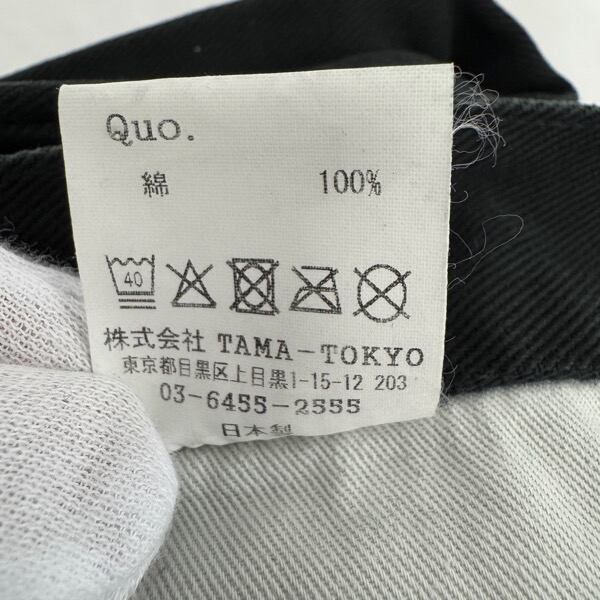 Quo.
綿 100%
40
株式会社 TAMA-TOKYO
東京都目黒区上目黒1-15-12 203
03-6455-2555
日本製